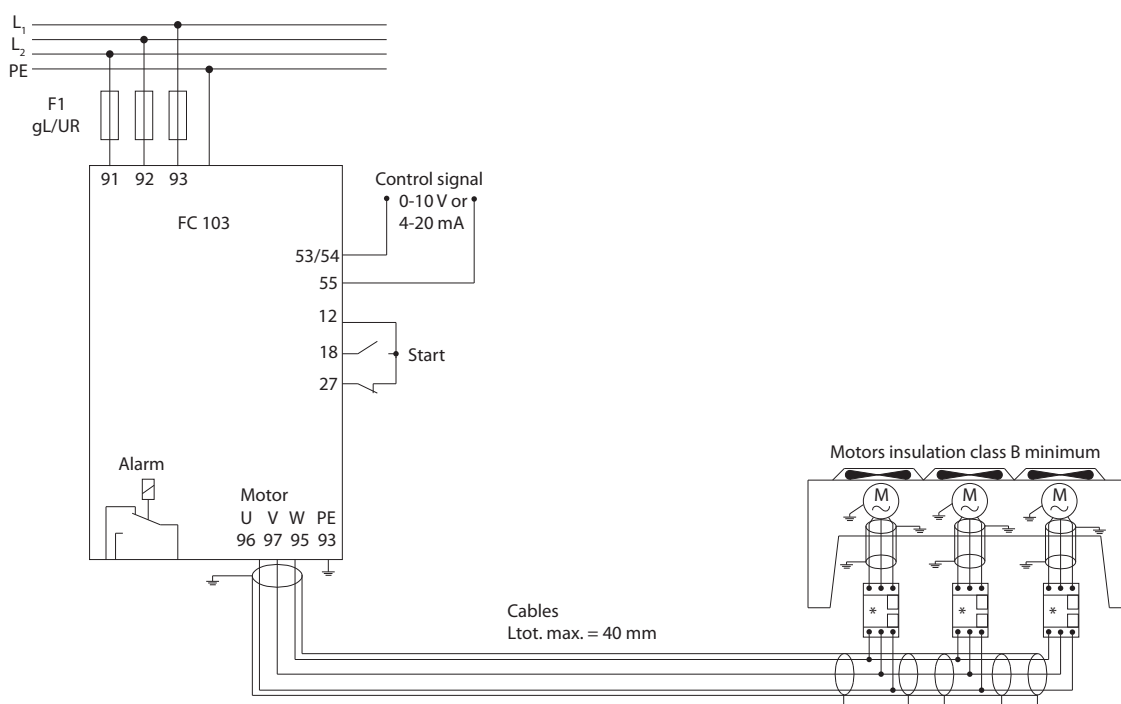 L1
L2
PE
F1
gL/UR
91 92 93
FC 103
Control signal
0-10 V or
4-20 mA
53/54
55
12
18
Start
27
Alarm
Motor
U V W PE
96 97 95 93
Motors insulation class B minimum
M M M
* * *
Cables
Ltot. max. = 40 mm